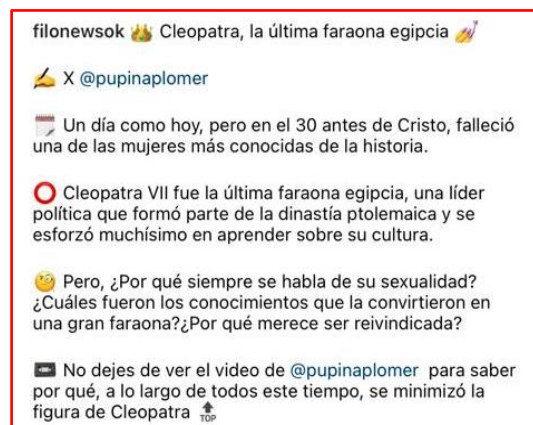 filonewsok 👑 Cleopatra, la última faraona egipcia 💅
✍️ X @pupinaplomer
🗓️ Un día como hoy, pero en el 30 antes de Cristo, falleció
una de las mujeres más conocidas de la historia.
⭕ Cleopatra VII fue la última faraona egipcia, una líder
política que formó parte de la dinastía ptolemaica y se
esforzó muchísimo en aprender sobre su cultura.
🧐 Pero, ¿Por qué siempre se habla de su sexualidad?
¿Cuáles fueron los conocimientos que la convirtieron en
una gran faraona?¿Por qué merece ser reivindicada?
📼 No dejes de ver el video de @pupinaplomer para saber
por qué, a lo largo de todos este tiempo, se minimizó la
figura de Cleopatra 🔝